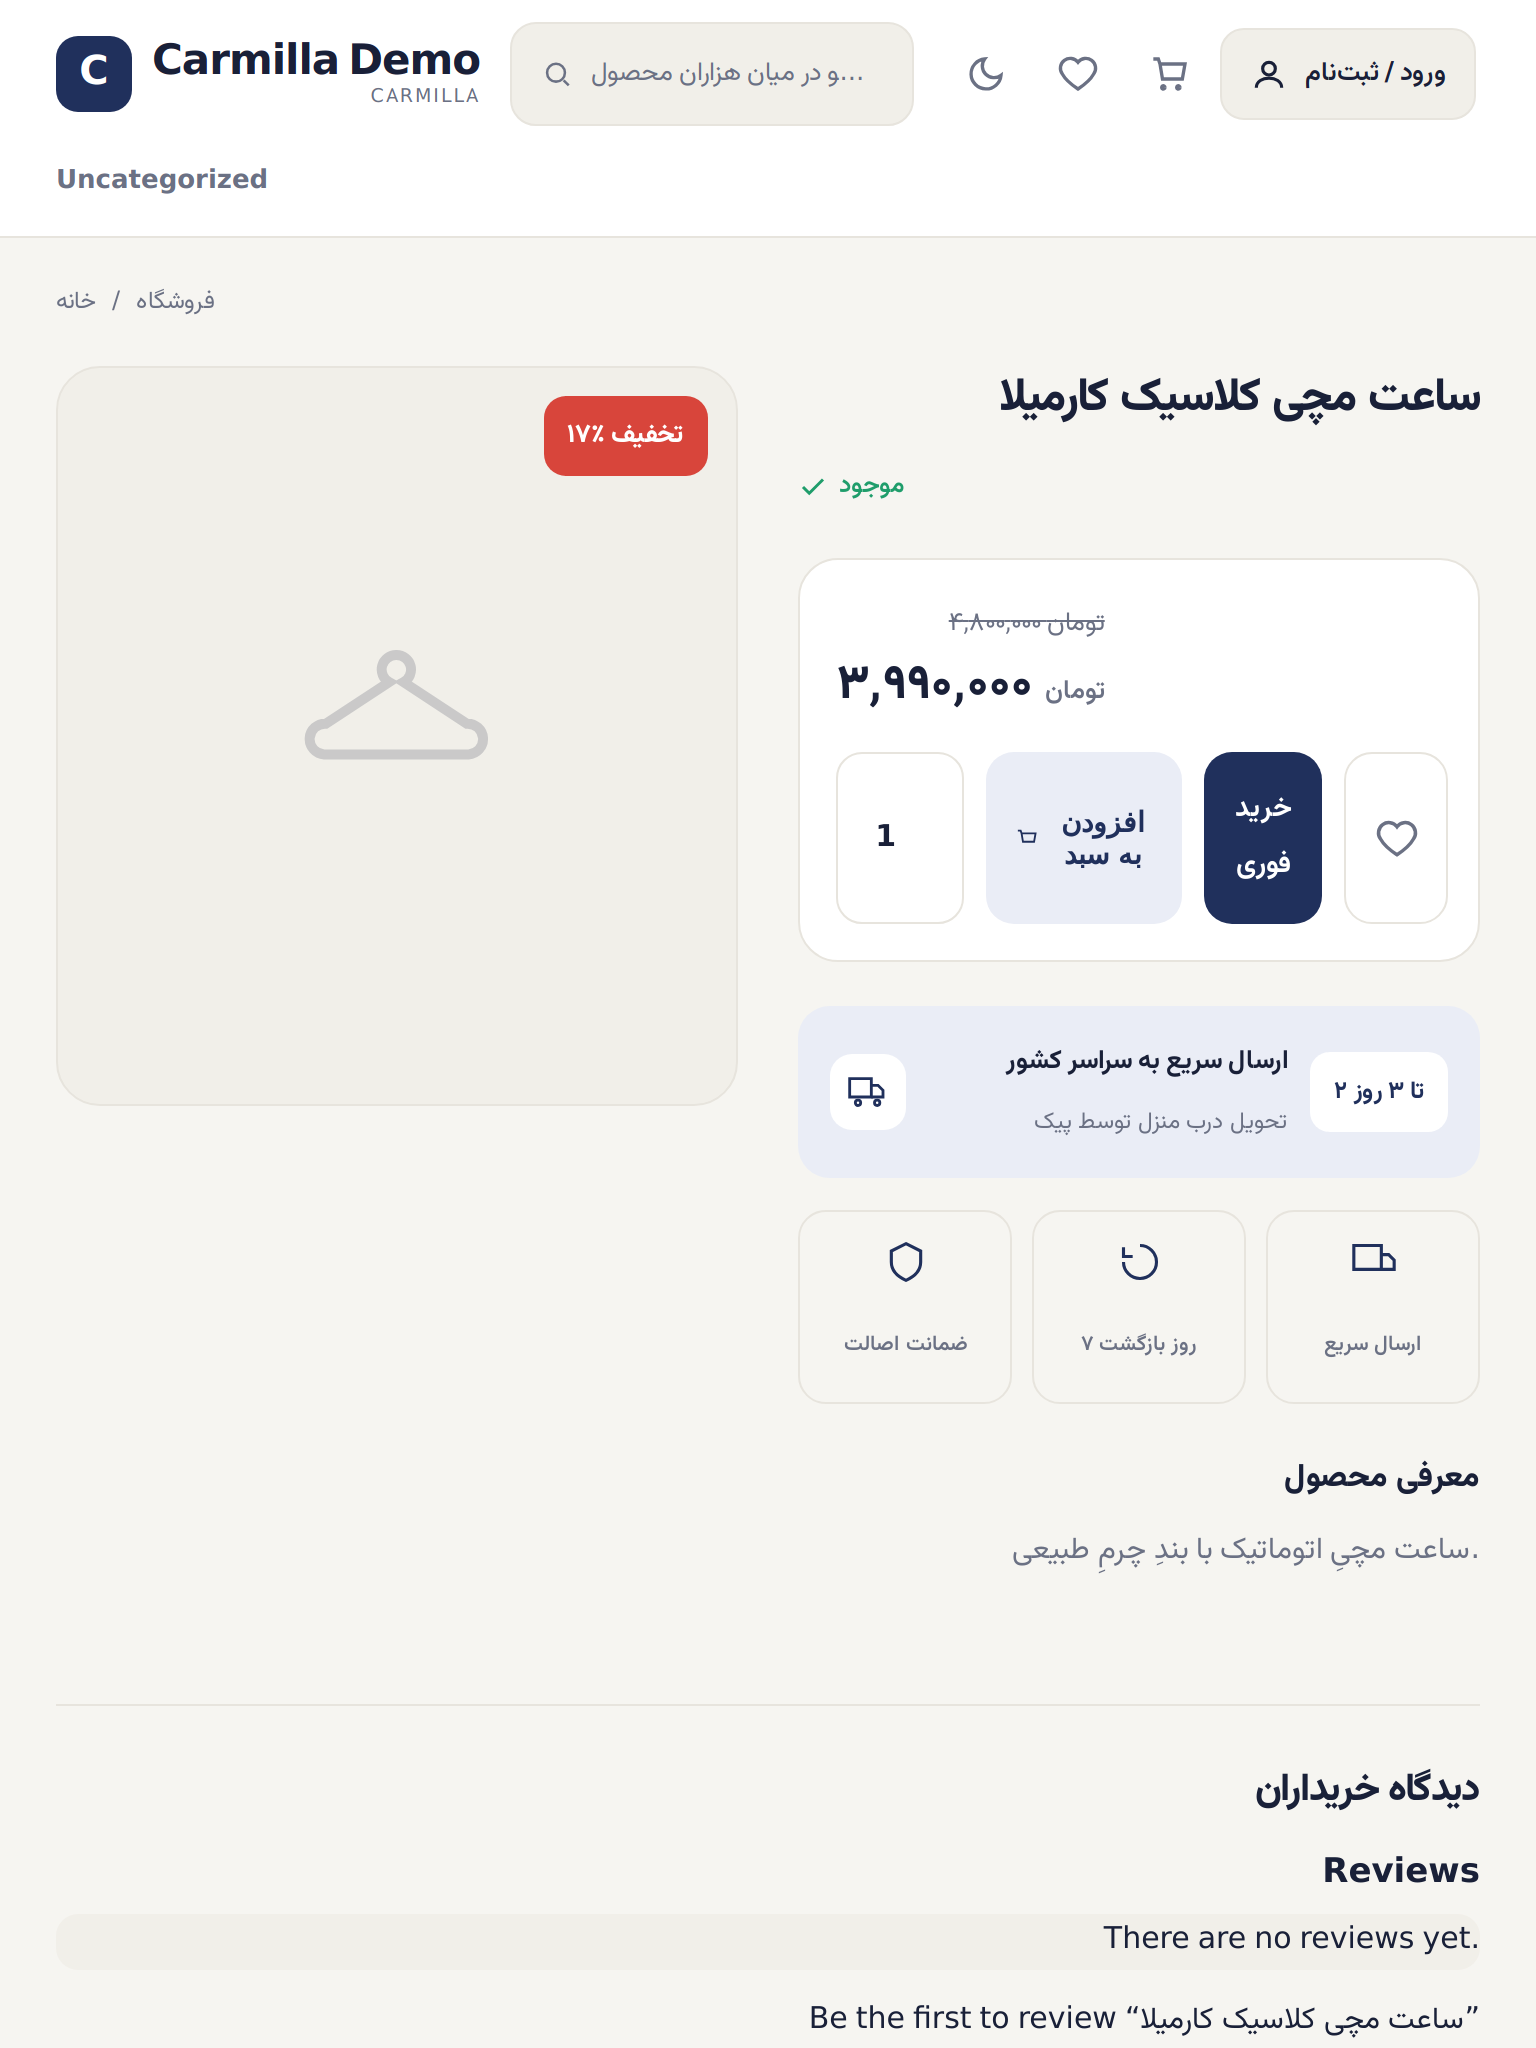 C
Carmilla Demo
CARMILLA
و در میان هزاران محصول...
ورود / ثبت‌نام
Uncategorized
خانه / فروشگاه
ساعت مچی کلاسیک کارمیلا
تخفیف ۱۷٪
موجود
۴,۸۰۰,۰۰۰ تومان
۳,۹۹۰,۰۰۰ تومان
1
افزودن
به سبد
خرید
فوری
ارسال سریع به سراسر کشور
تحویل درب منزل توسط پیک
۲ تا ۳ روز
ضمانت اصالت
۷ روز بازگشت
ارسال سریع
معرفی محصول
ساعت مچیِ اتوماتیک با بندِ چرمِ طبیعی.
دیدگاه خریداران
Reviews
There are no reviews yet.
Be the first to review “ساعت مچی کلاسیک کارمیلا”